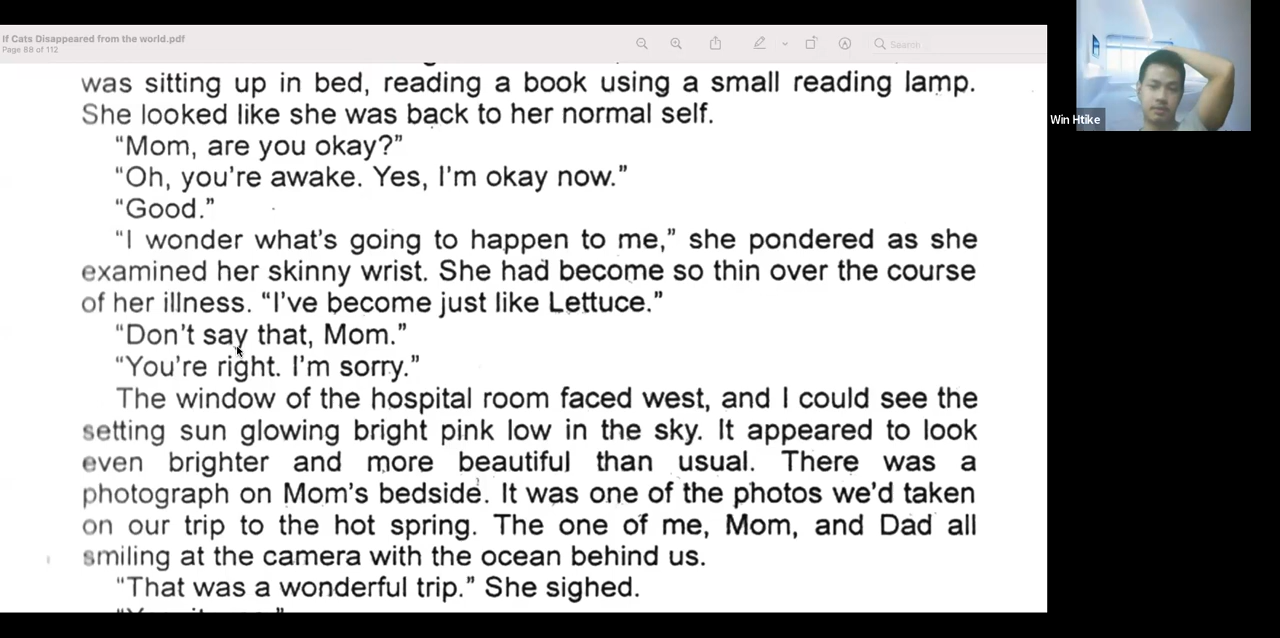 If Cats Disappeared from the world.pdf
Page 88 of 112
Search
was sitting up in bed, reading a book using a small reading lamp.
She looked like she was back to her normal self.
“Mom, are you okay?”
“Oh, you’re awake. Yes, I’m okay now.”
“Good.”
“I wonder what’s going to happen to me,” she pondered as she
examined her skinny wrist. She had become so thin over the course
of her illness. “I’ve become just like Lettuce.”
“Don’t say that, Mom.”
“You’re right. I’m sorry.”
The window of the hospital room faced west, and I could see the
setting sun glowing bright pink low in the sky. It appeared to look
even brighter and more beautiful than usual. There was a
photograph on Mom’s bedside. It was one of the photos we’d taken
on our trip to the hot spring. The one of me, Mom, and Dad all
smiling at the camera with the ocean behind us.
“That was a wonderful trip.” She sighed.
Win Htike